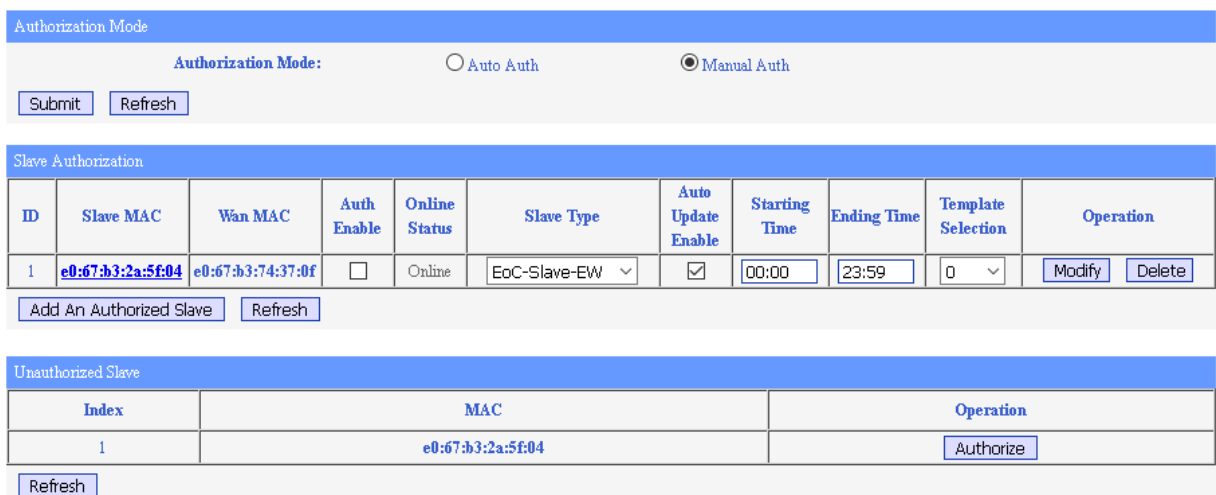 Authorization Mode
Authorization Mode: Auto Auth Manual Auth
Submit Refresh
Slave Authorization
ID Slave MAC Wan MAC Auth Enable Online Status Slave Type Auto Update Enable Starting Time Ending Time Template Selection Operation
1 e0:67:b3:2a:5f:04 e0:67:b3:74:37:0f Online EoC-Slave-EW 00:00 23:59 0 Modify Delete
Add An Authorized Slave Refresh
Unauthorized Slave
Index MAC Operation
1 e0:67:b3:2a:5f:04 Authorize
Refresh